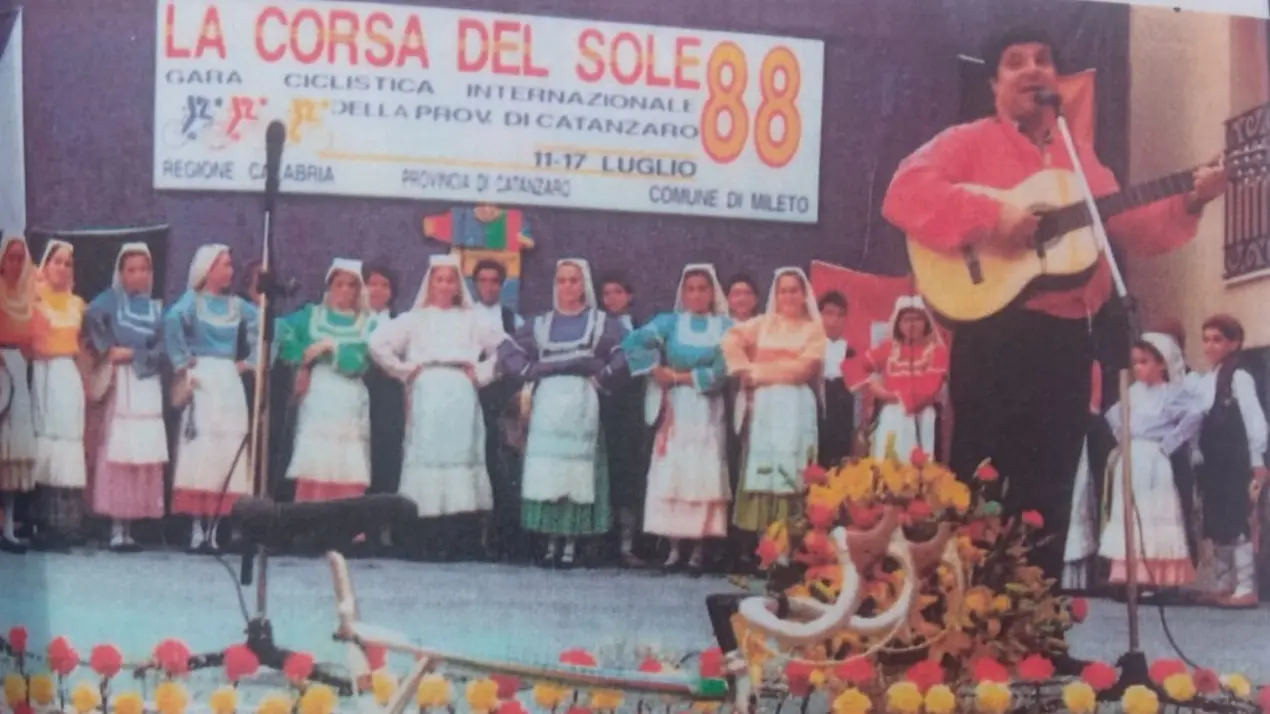 LA CORSA DEL SOLE 88
GARA CICLISTICA INTERNAZIONALE
DELLA PROV. DI CATANZARO
11-17 LUGLIO
REGIONE CALABRIA PROVINCIA DI CATANZARO COMUNE DI MILETO